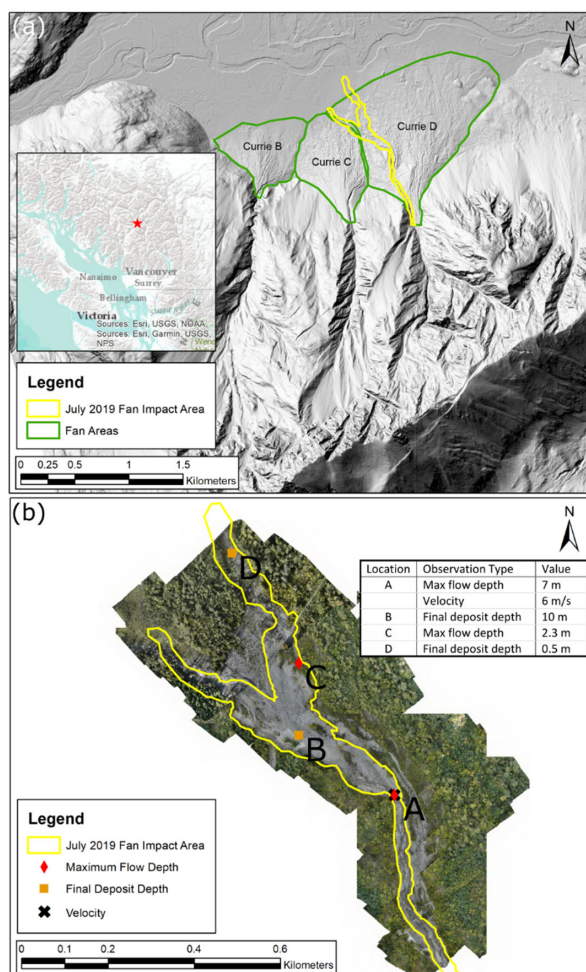 (a)
N
Currie B
Currie C
Currie D
Nanaimo
Vancouver
Surrey
Bellingham
Victoria
Sources: Esri, USGS, NOAA,
Sources: Esri, Garmin, USGS,
NPS
Legend
July 2019 Fan Impact Area
Fan Areas
0 0.25 0.5 1 1.5
Kilometers
(b)
N
Location Observation Type Value
A Max flow depth 7 m
Velocity 6 m/s
B Final deposit depth 10 m
C Max flow depth 2.3 m
D Final deposit depth 0.5 m
D
C
B
A
Legend
July 2019 Fan Impact Area
Maximum Flow Depth
Final Deposit Depth
Velocity
0 0.1 0.2 0.4 0.6
Kilometers